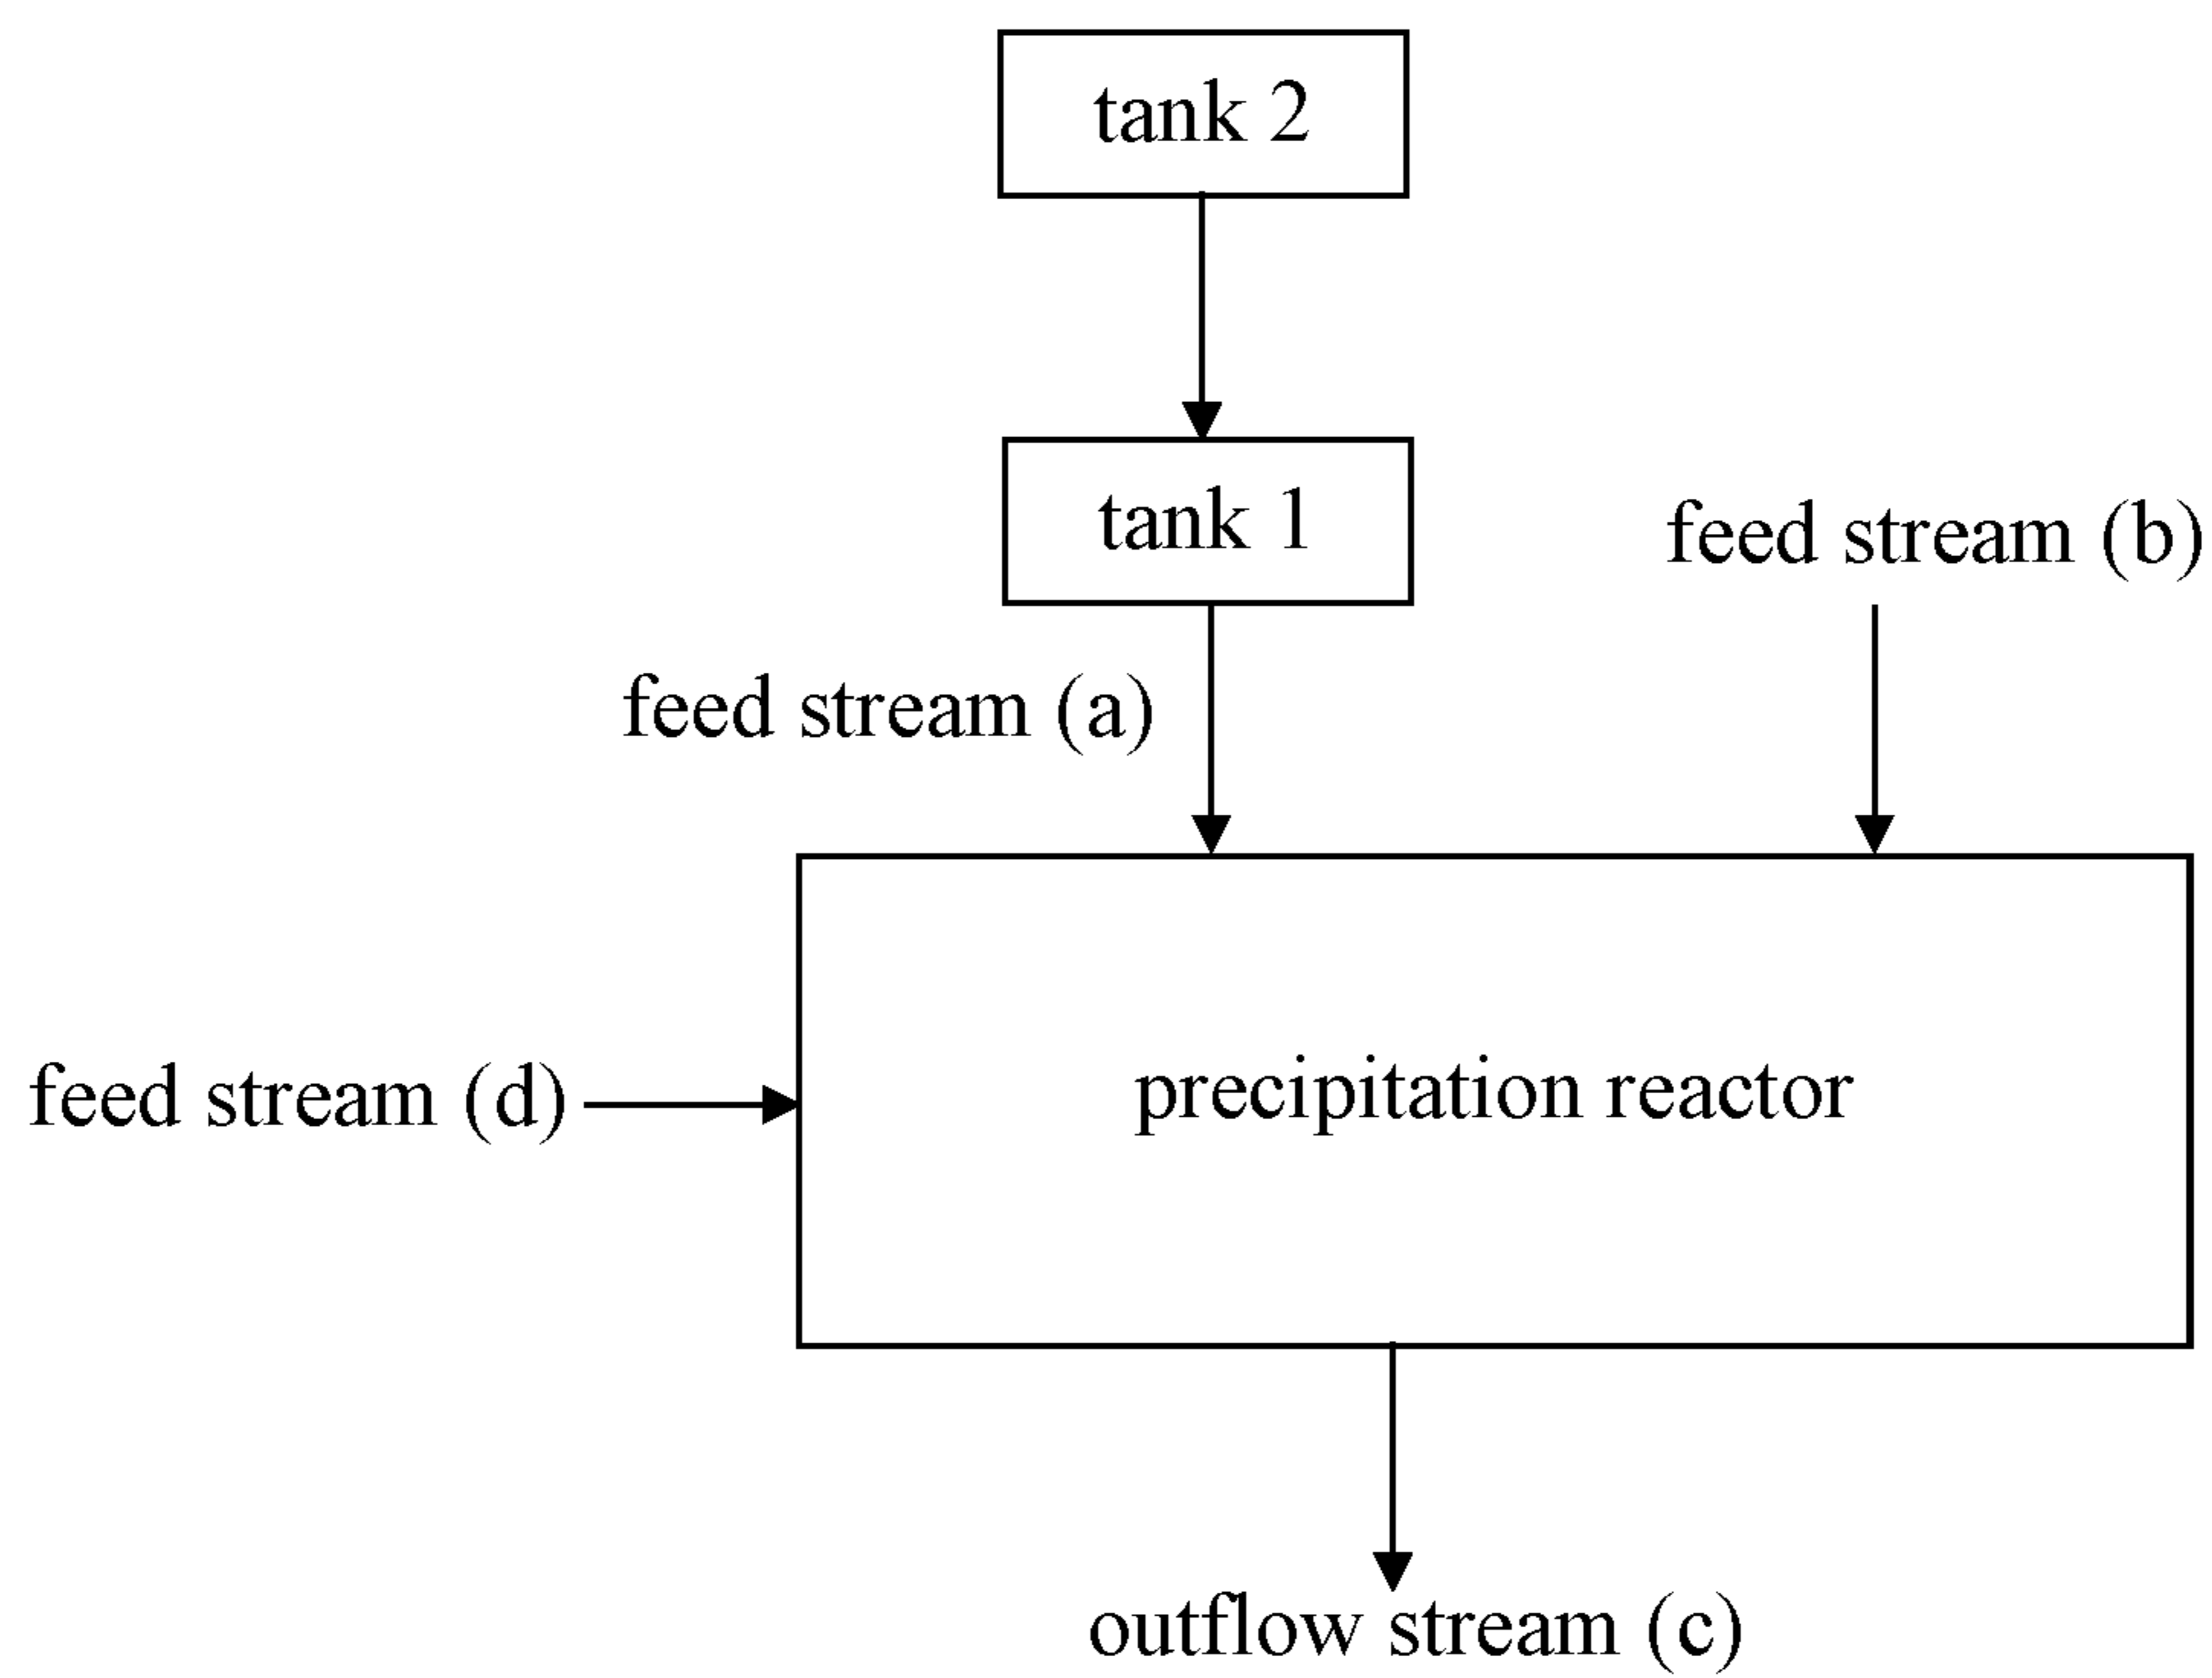 tank 2
tank 1
feed stream (b)
feed stream (a)
feed stream (d)
precipitation reactor
outflow stream (c)